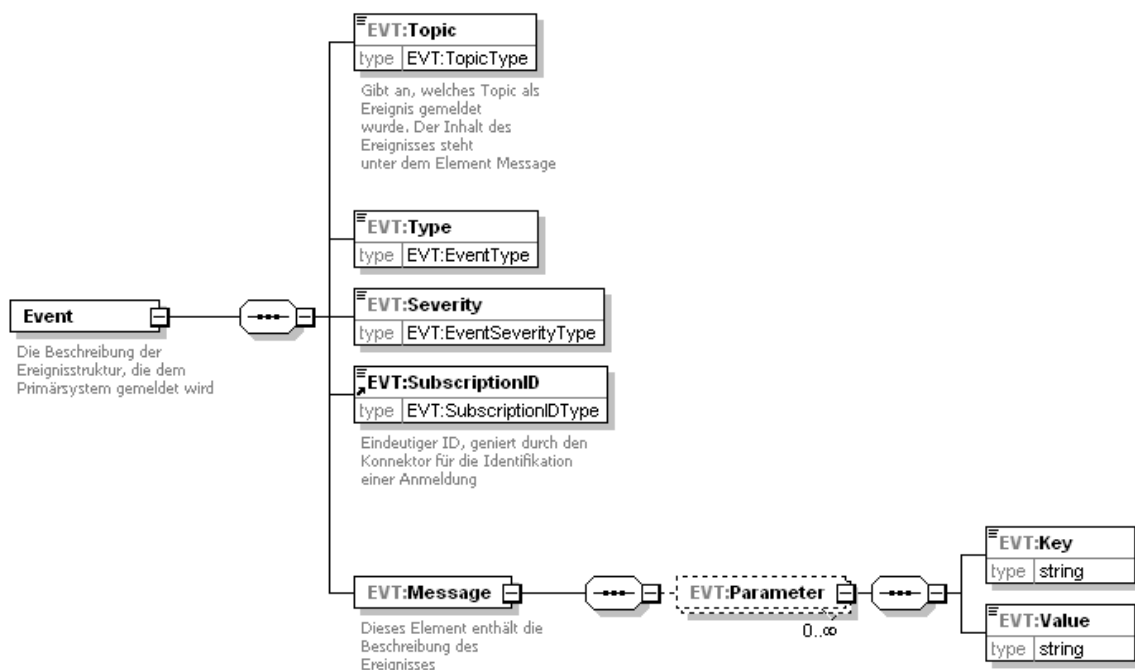 EVT:Topic
type EVT:TopicType
Gibt an, welches Topic als
Ereignis gemeldet
wurde. Der Inhalt des
Ereignisses steht
unter dem Element Message
EVT:Type
type EVT:EventType
EVT:Severity
type EVT:EventSeverityType
Event
Die Beschreibung der
Ereignisstruktur, die dem
Primärsystem gemeldet wird
EVT:SubscriptionID
type EVT:SubscriptionIDType
Eindeutiger ID, geniert durch den
Konnektor für die Identifikation
einer Anmeldung
EVT:Message
Dieses Element enthält die
Beschreibung des
Ereignisses
EVT:Parameter
0..∞
EVT:Key
type string
EVT:Value
type string